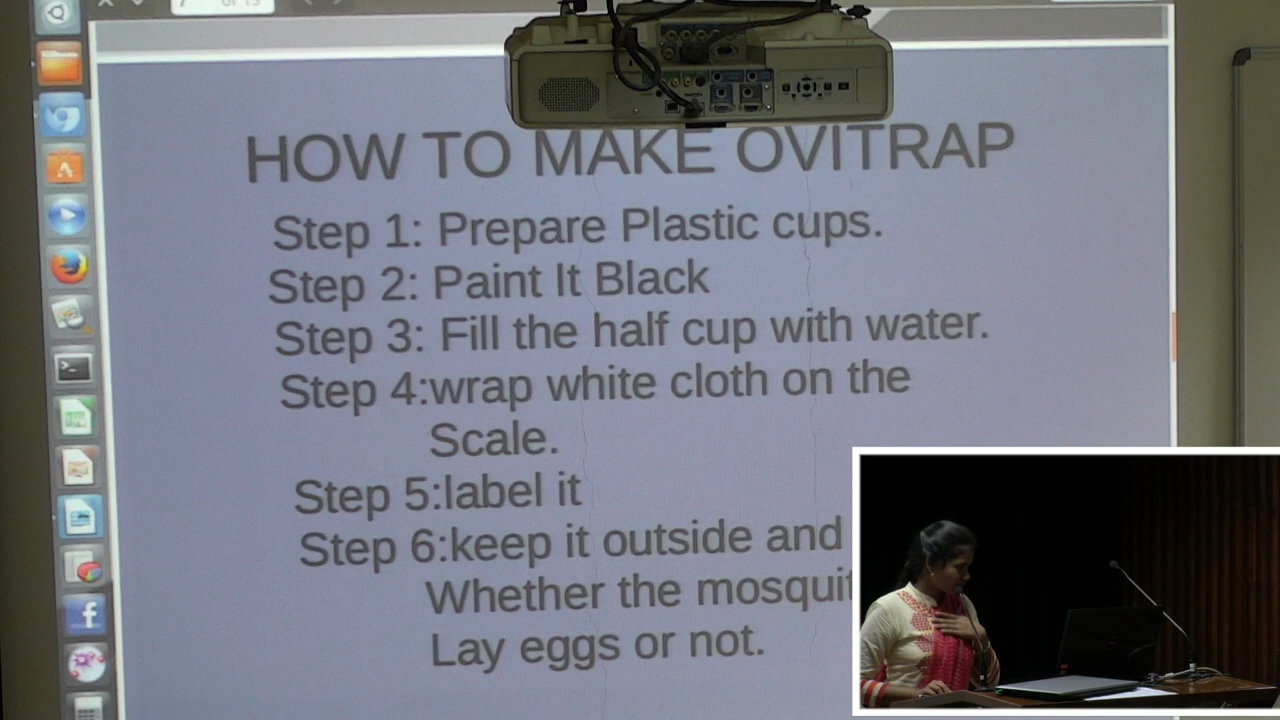 of 13
HOW TO MAKE OVITRAP
Step 1: Prepare Plastic cups.
Step 2: Paint It Black
Step 3: Fill the half cup with water.
Step 4:wrap white cloth on the
Scale.
Step 5:label it
Step 6:keep it outside and
Whether the
Lay eggs or not.